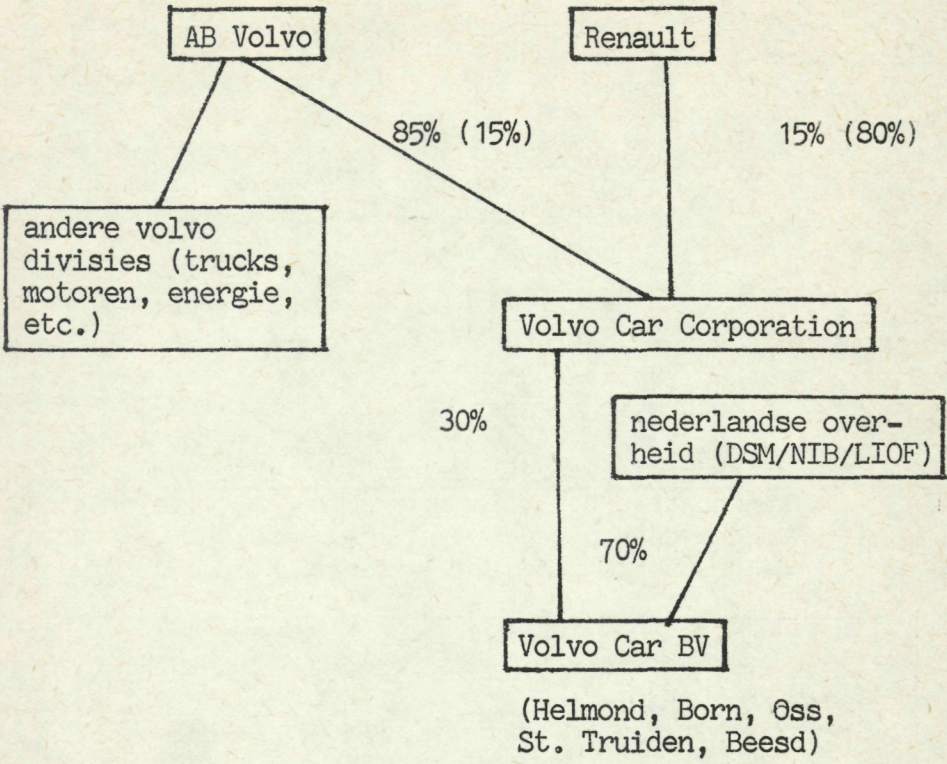 AB Volvo
Renault
85% (15%)
15% (80%)
andere volvo
divisies (trucks,
motoren, energie,
etc.)
Volvo Car Corporation
30%
nederlandse over-
heid (DSM/NIB/LIOF)
70%
Volvo Car BV
(Helmond, Born, Oss,
St. Truiden, Beesd)